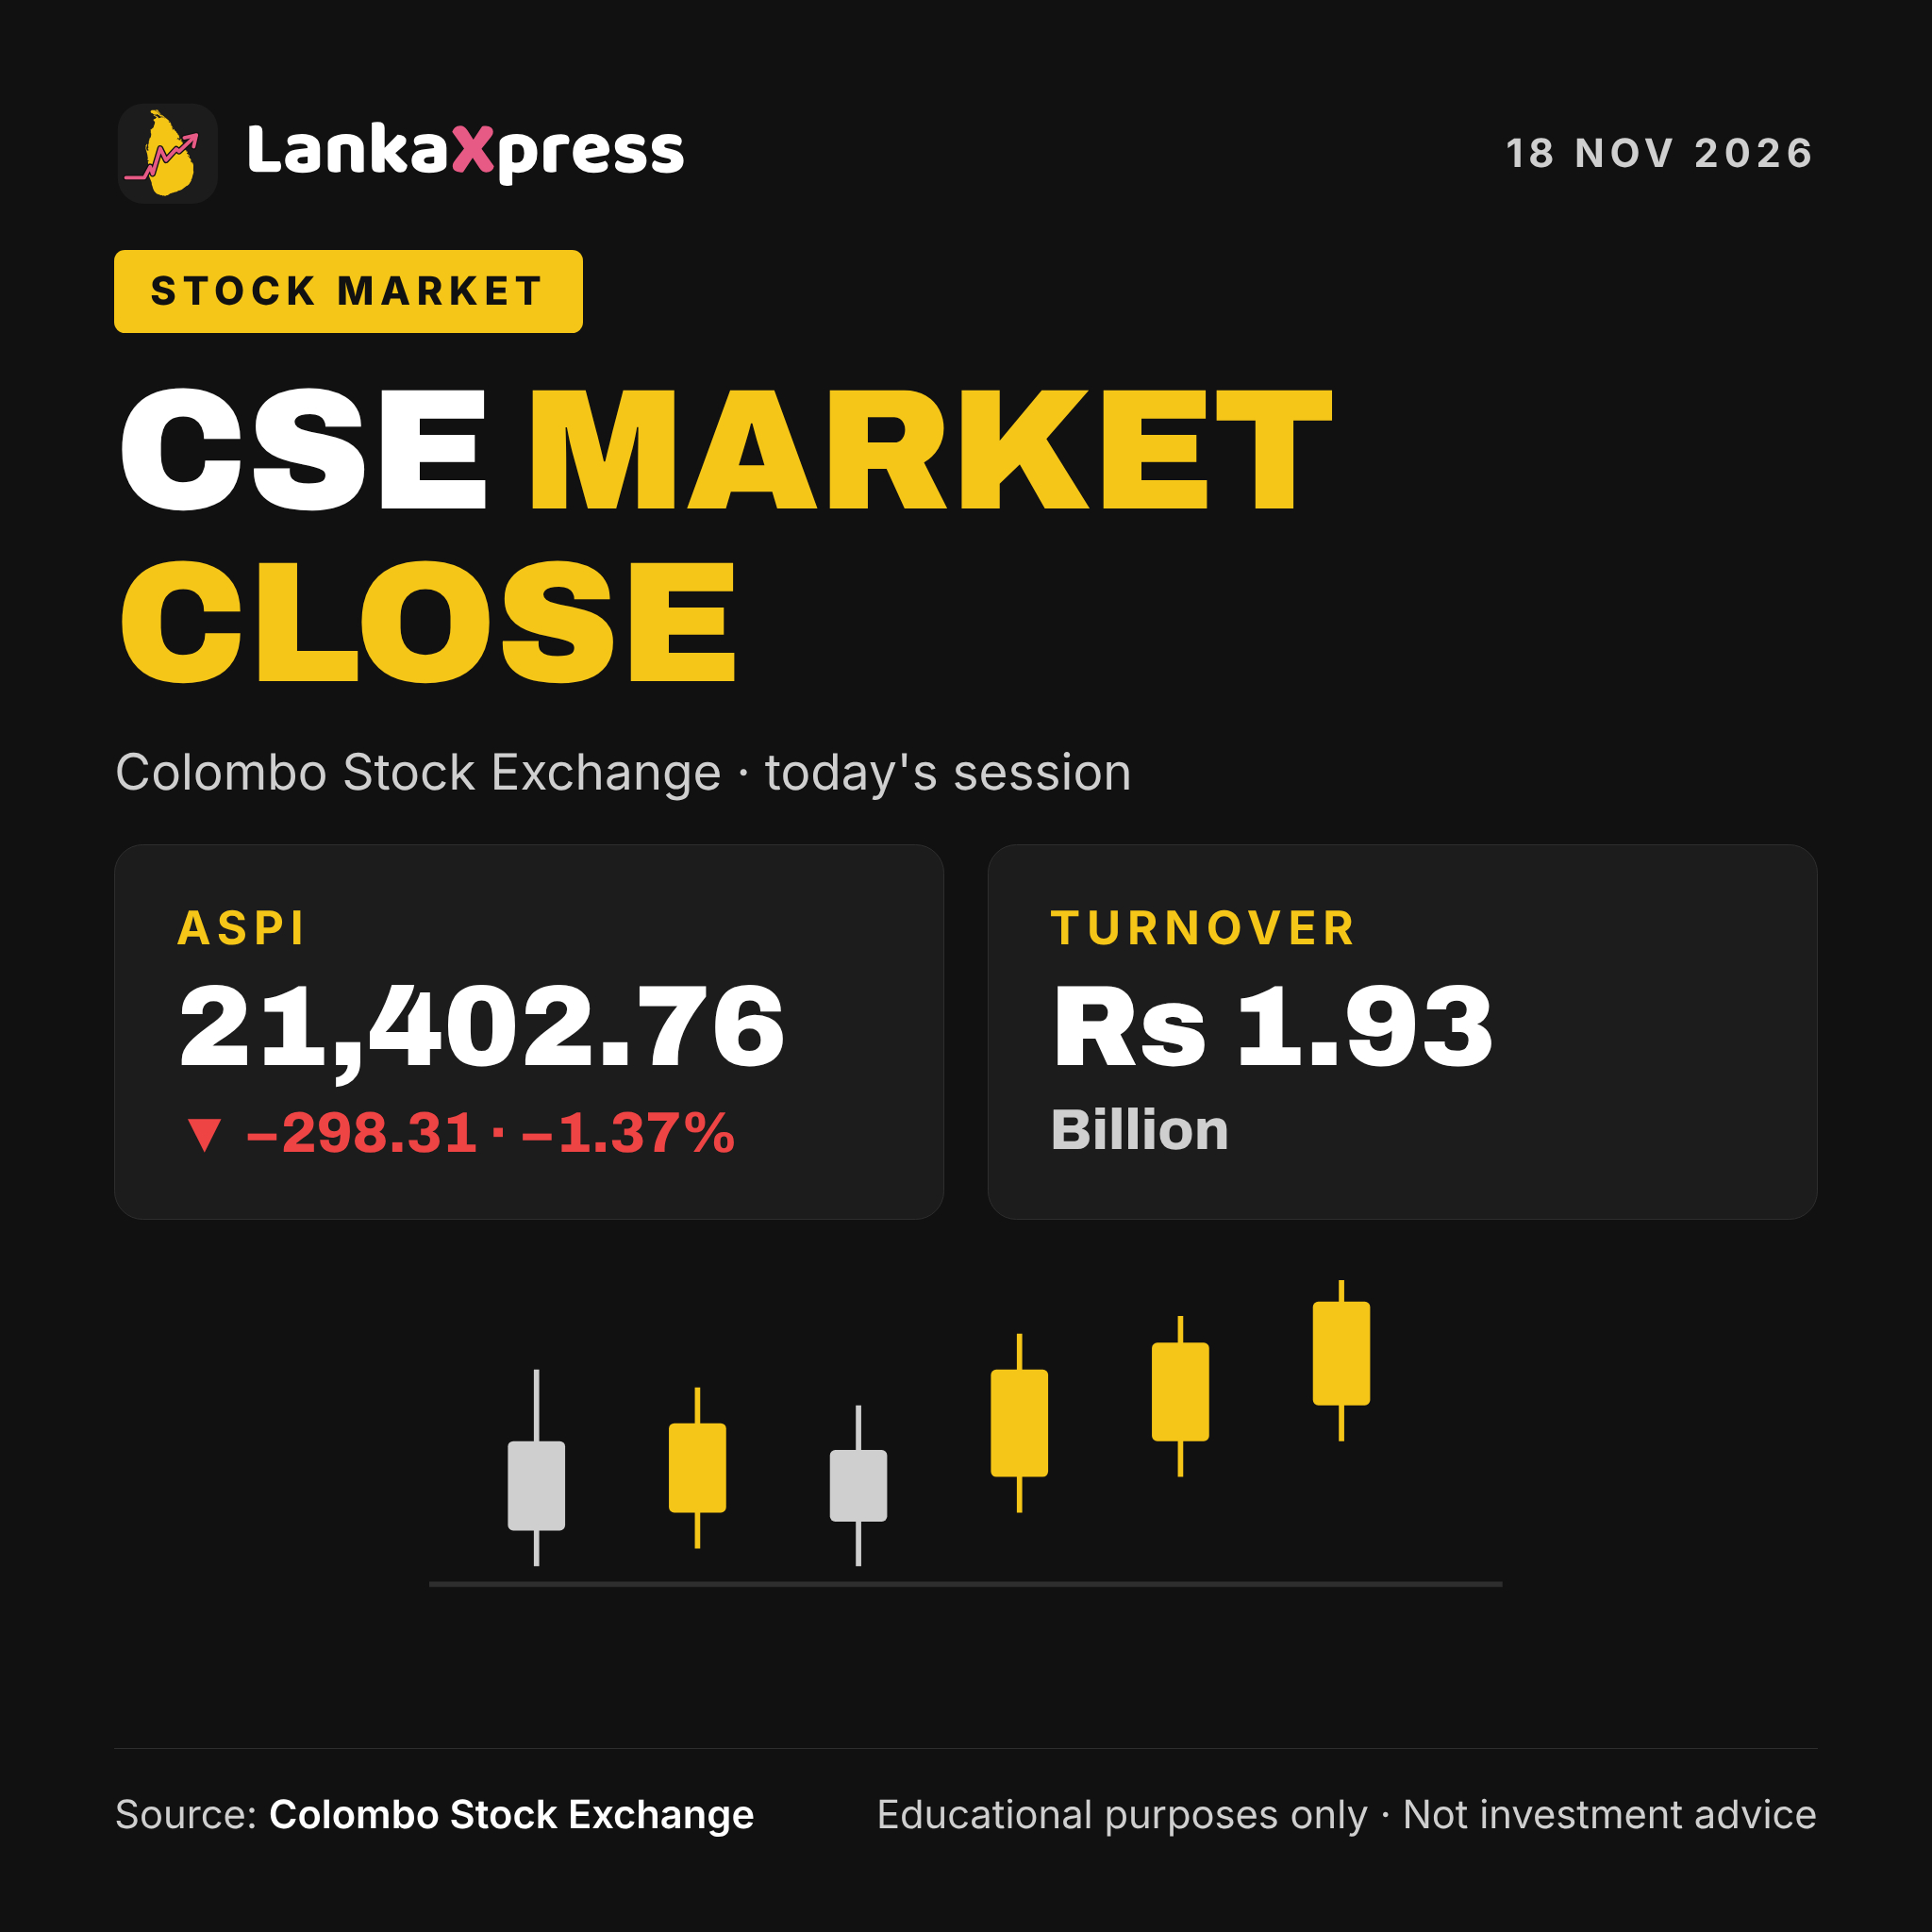 LankaXpress
18 NOV 2026
STOCK MARKET
CSE MARKET
CLOSE
Colombo Stock Exchange · today's session
ASPI
21,402.76
▼ −298.31 · −1.37%
TURNOVER
Rs 1.93
Billion
Source: Colombo Stock Exchange
Educational purposes only · Not investment advice